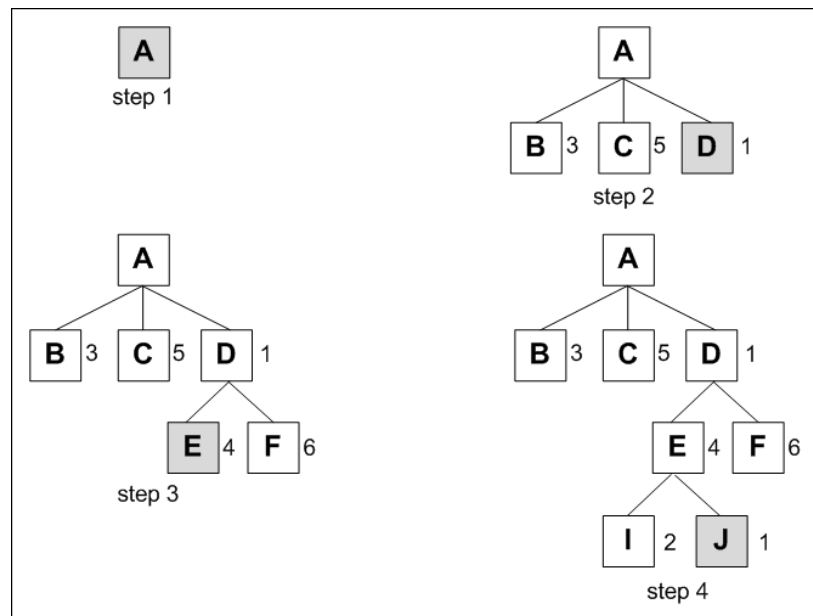 A
step 1
A
B 3 C 5 D 1
step 2
A
B 3 C 5 D 1
E 4 F 6
step 3
A
B 3 C 5 D 1
E 4 F 6
I 2 J 1
step 4